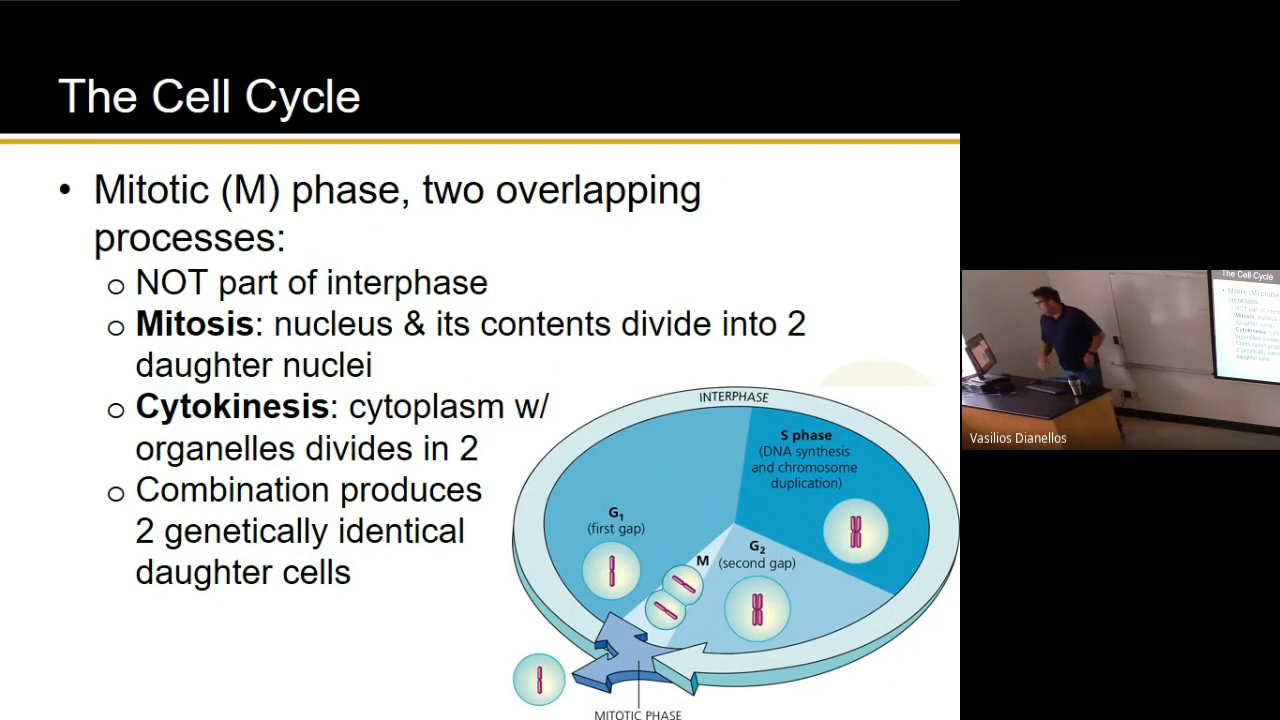 The Cell Cycle
• Mitotic (M) phase, two overlapping
processes:
o NOT part of interphase
o Mitosis: nucleus & its contents divide into 2
daughter nuclei
o Cytokinesis: cytoplasm w/
organelles divides in 2
o Combination produces
2 genetically identical
daughter cells
INTERPHASE
S phase
(DNA synthesis
and chromosome
duplication)
G1
(first gap)
M
G2
(second gap)
MITOTIC PHASE
The Cell Cycle
Vasilios Dianellos